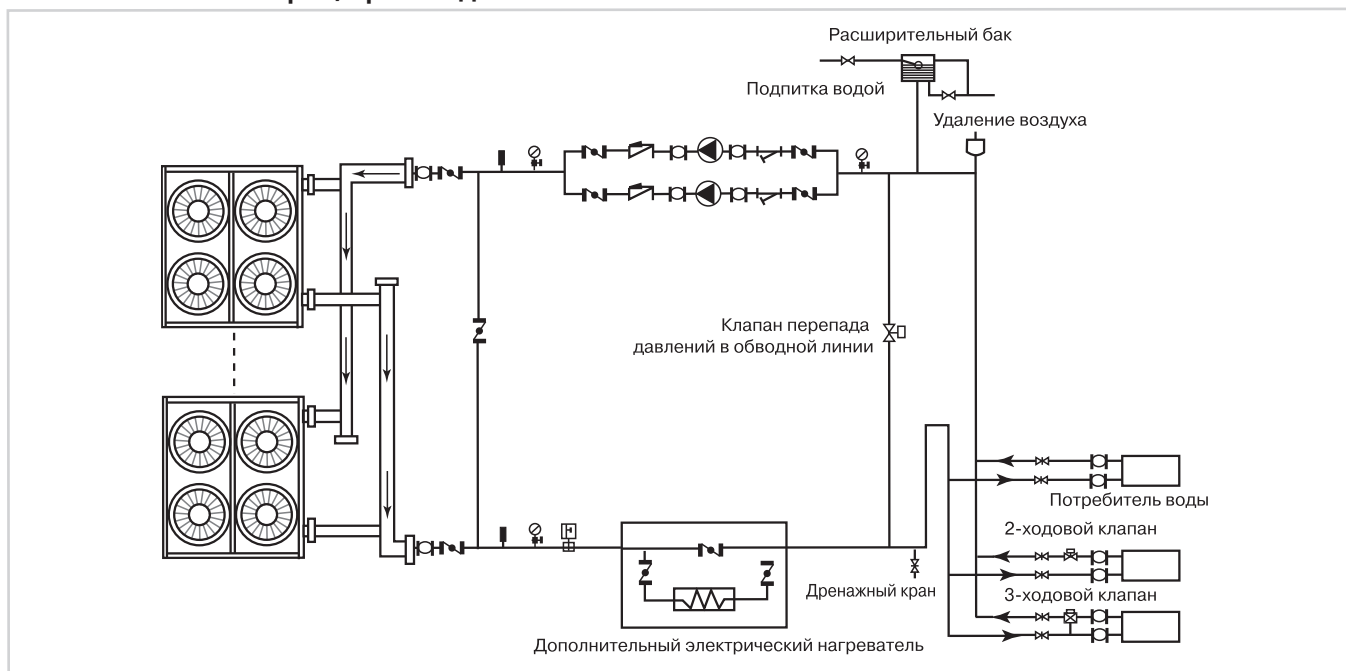 Расширительный бак
Подпитка водой
Удаление воздуха
Клапан перепада
давлений в обводной линии
Потребитель воды
2-ходовой клапан
Дренажный кран
3-ходовой клапан
Дополнительный электрический нагреватель